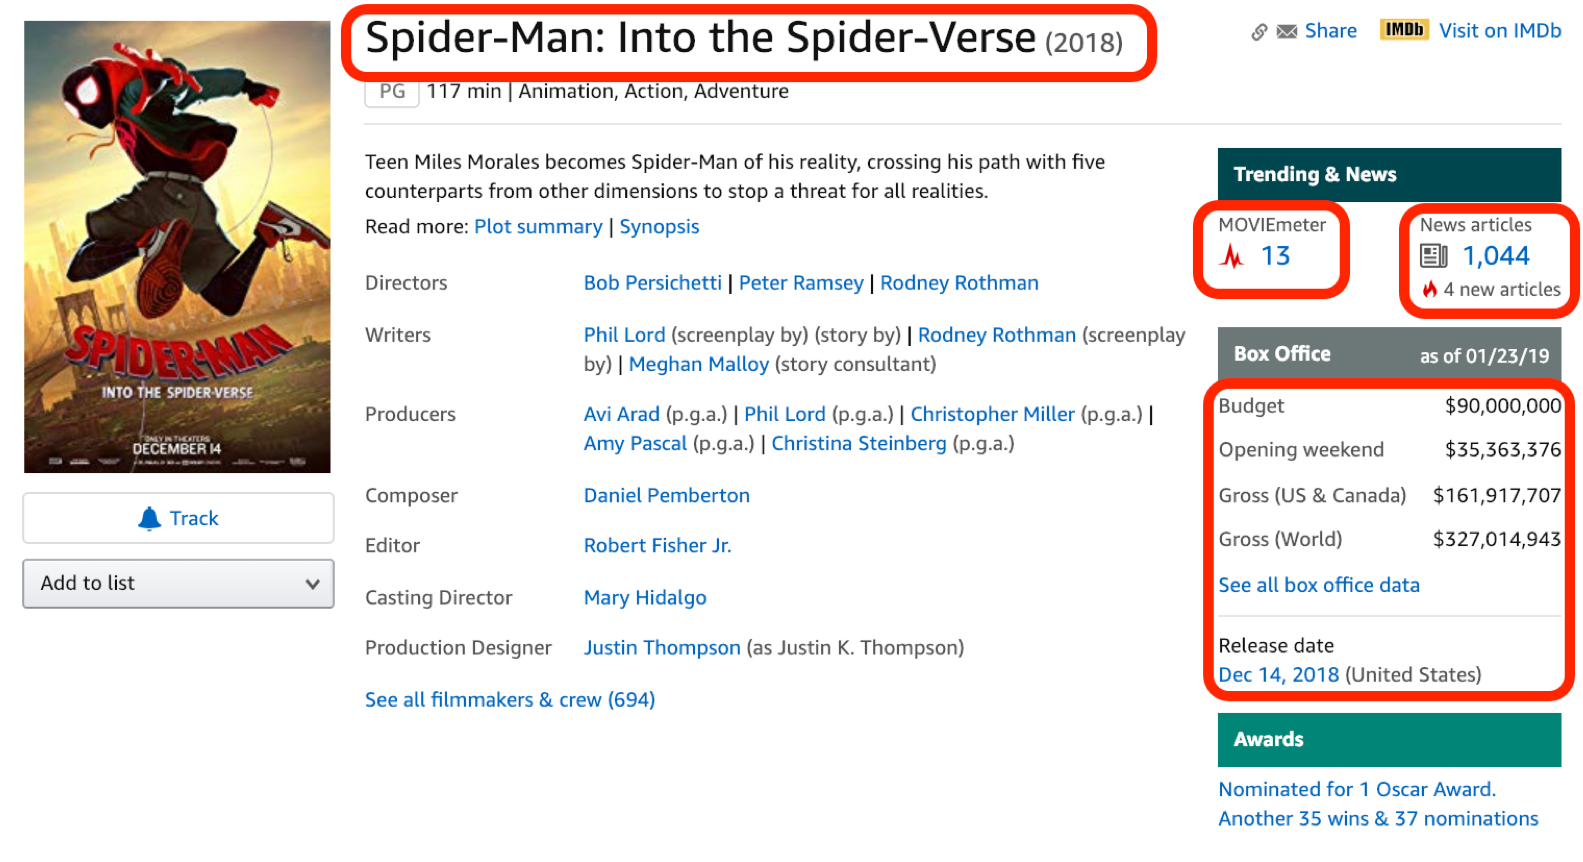 Spider-Man: Into the Spider-Verse (2018)
Share
IMDb Visit on IMDb
PG 117 min | Animation, Action, Adventure
Teen Miles Morales becomes Spider-Man of his reality, crossing his path with five
counterparts from other dimensions to stop a threat for all realities.
Read more: Plot summary | Synopsis
Directors Bob Persichetti | Peter Ramsey | Rodney Rothman
Writers Phil Lord (screenplay by) (story by) | Rodney Rothman (screenplay
by) | Meghan Malloy (story consultant)
Producers Avi Arad (p.g.a.) | Phil Lord (p.g.a.) | Christopher Miller (p.g.a.) |
Amy Pascal (p.g.a.) | Christina Steinberg (p.g.a.)
Composer Daniel Pemberton
Editor Robert Fisher Jr.
Casting Director Mary Hidalgo
Production Designer Justin Thompson (as Justin K. Thompson)
See all filmmakers & crew (694)
SPIDER-MAN
INTO THE SPIDER-VERSE
ONLY IN THEATERS
DECEMBER 14
Track
Add to list
Trending & News
MOVIEmeter
13
News articles
1,044
4 new articles
Box Office as of 01/23/19
Budget $90,000,000
Opening weekend $35,363,376
Gross (US & Canada) $161,917,707
Gross (World) $327,014,943
See all box office data
Release date
Dec 14, 2018 (United States)
Awards
Nominated for 1 Oscar Award.
Another 35 wins & 37 nominations